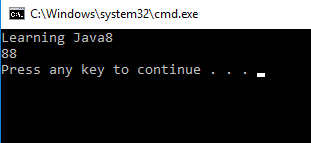 C:\Windows\system32\cmd.exe
Learning Java8
88
Press any key to continue . . .